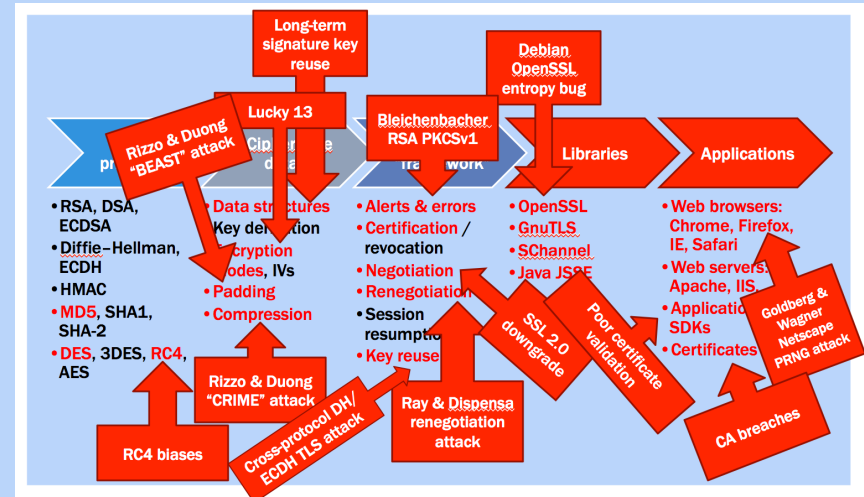 Long-term
signature key
reuse
Debian
OpenSSL
entropy bug
Lucky 13
Bleichenbacher
RSA PKCSv1
Rizzo & Duong
"BEAST" attack
Libraries
Applications
• RSA, DSA,
ECDSA
• Diffie–Hellman,
ECDH
• HMAC
• MD5, SHA1,
SHA-2
• DES, 3DES, RC4,
AES
• Data structures
• Key derivation
• Encryption
modes, IVs
• Padding
• Compression
• Alerts & errors
• Certification /
revocation
• Negotiation
• Renegotiation
• Session
resumption
• Key reuse
• OpenSSL
• GnuTLS
• SChannel
• Java JSSE
• Web browsers:
Chrome, Firefox,
IE, Safari
• Web servers:
Apache, IIS,
• Application
SDKs
• Certificates
RC4 biases
Rizzo & Duong
"CRIME" attack
Cross-protocol DH/
ECDH TLS attack
Ray & Dispensa
renegotiation
attack
SSL 2.0
downgrade
Poor certificate
validation
Goldberg &
Wagner
Netscape
PRNG attack
CA breaches